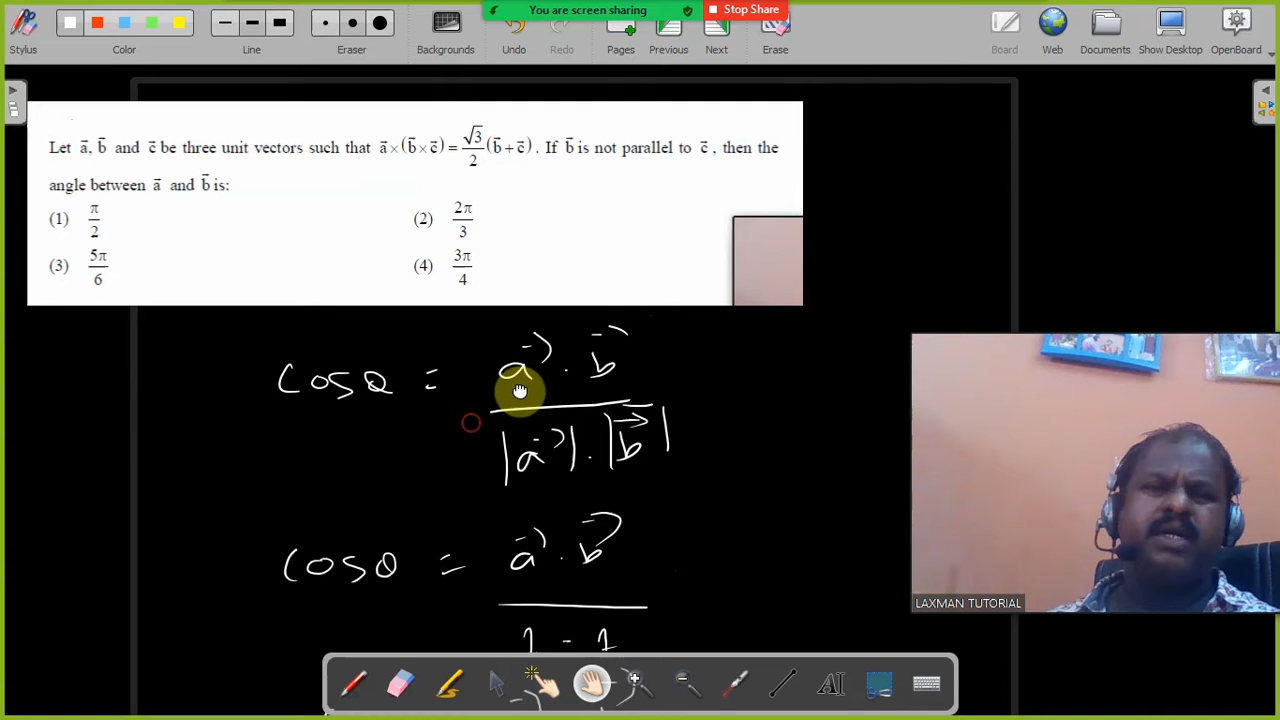 You are screen sharing
Stop Share
Stylus
Color
Line
Eraser
Backgrounds
Undo
Redo
Pages
Previous
Next
Erase
Board
Web
Documents
Show Desktop
OpenBoard
Let a⃗, b⃗ and c⃗ be three unit vectors such that a⃗×(b⃗×c⃗) = √3/2 (b⃗+c⃗). If b⃗ is not parallel to c⃗, then the
angle between a⃗ and b⃗ is:
(1) π/2 (2) 2π/3
(3) 5π/6 (4) 3π/4
cosθ = a⃗ . b⃗
|a⃗| . |b⃗|
cosθ = a⃗ . b⃗
1 - 1
LAXMAN TUTORIAL
AI